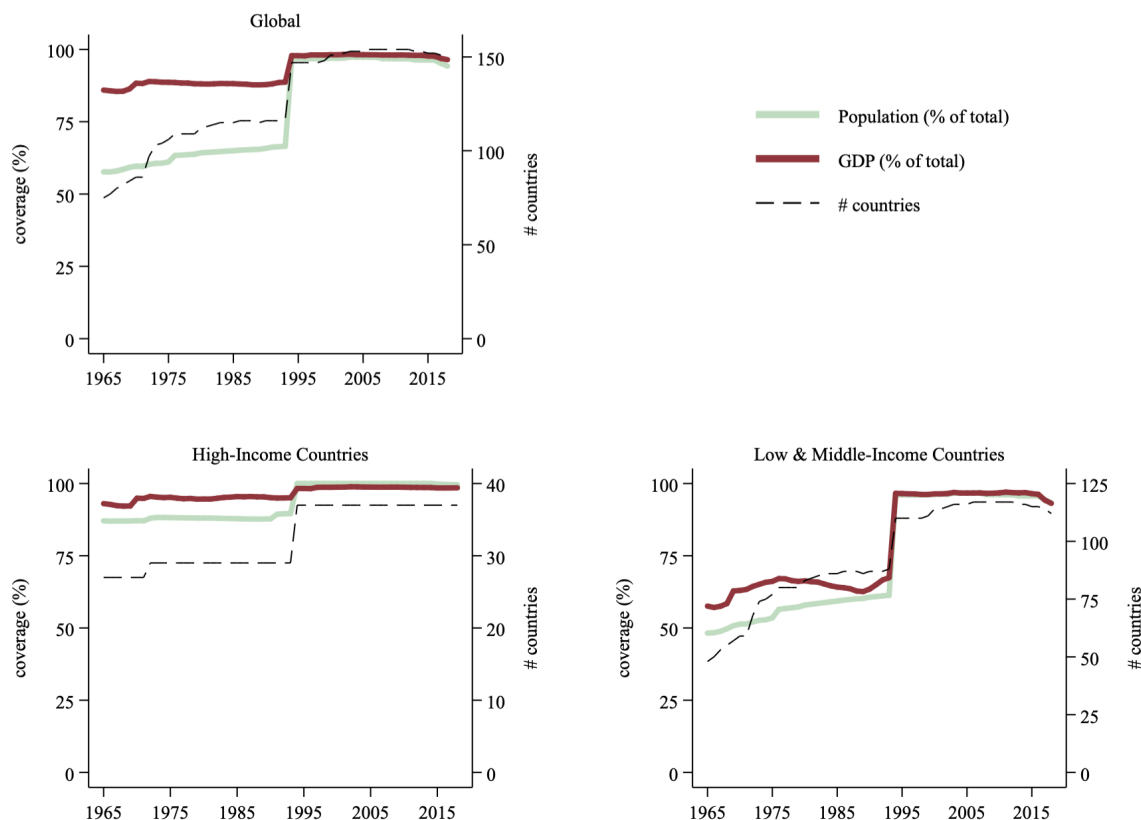 Global
100
75
50
25
0
coverage (%)
150
100
50
0
# countries
1965 1975 1985 1995 2005 2015
Population (% of total)
GDP (% of total)
# countries
High-Income Countries
100
75
50
25
0
coverage (%)
40
30
20
10
0
# countries
1965 1975 1985 1995 2005 2015
Low & Middle-Income Countries
100
75
50
25
0
coverage (%)
125
100
75
50
25
0
# countries
1965 1975 1985 1995 2005 2015